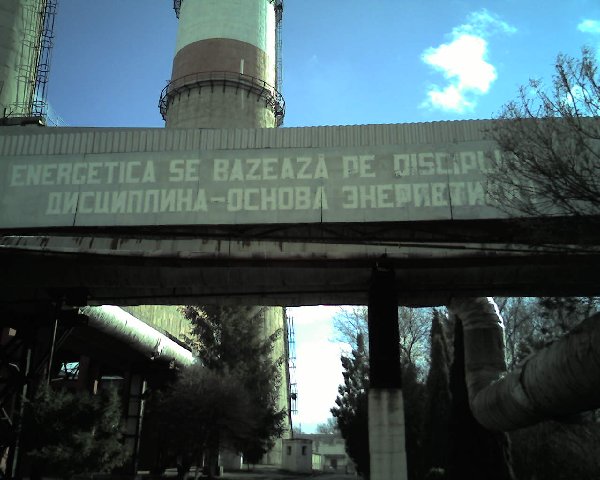 ENERGETICA SE BAZEAZĂ PE
ДИСЦИПЛИНА-ОСНОВА